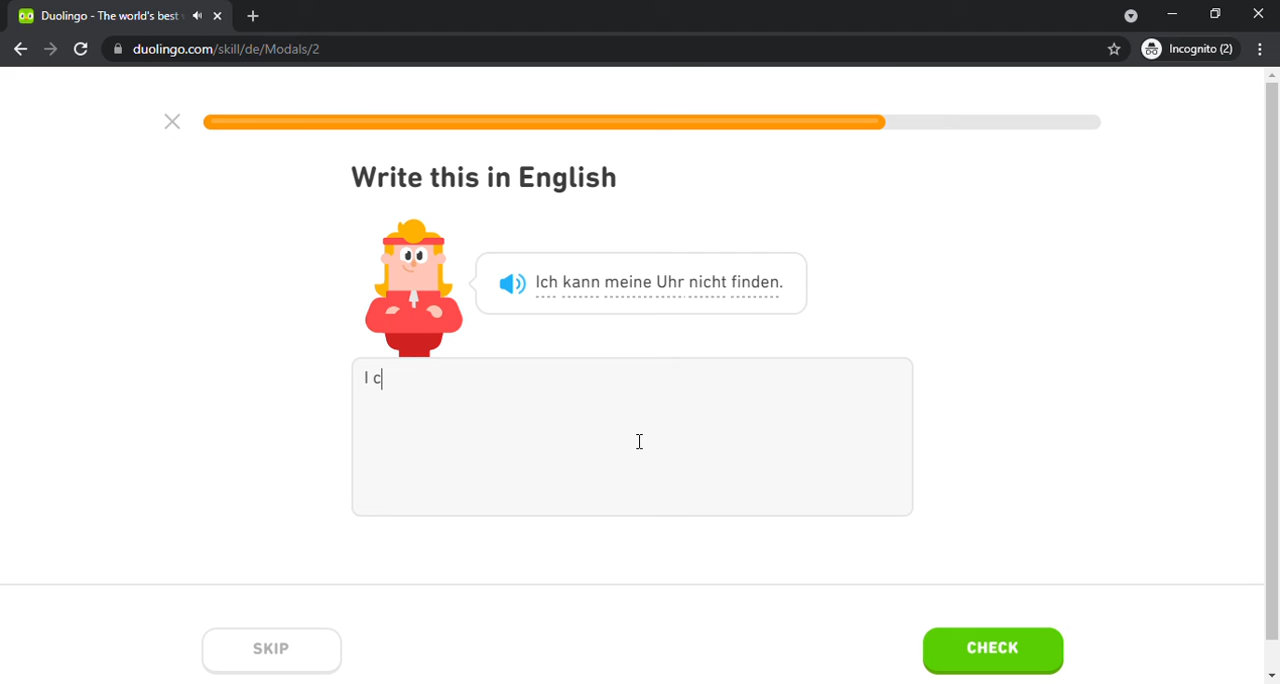 Duolingo - The world's best
duolingo.com/skill/de/Modals/2
Incognito (2)
Write this in English
Ich kann meine Uhr nicht finden.
I c
SKIP
CHECK